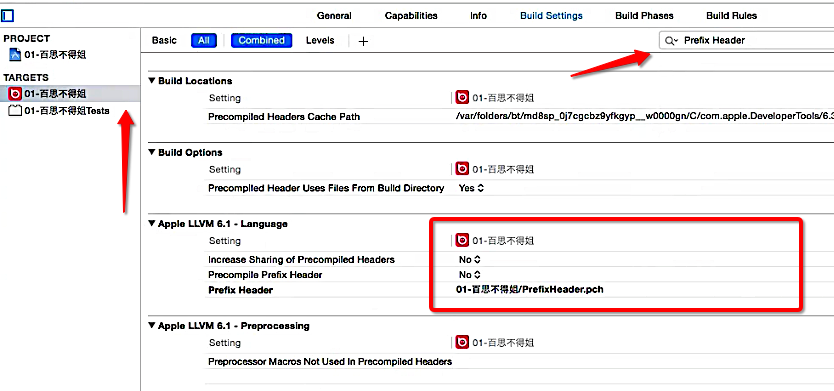 General Capabilities Info Build Settings Build Phases Build Rules
PROJECT
01-百思不得姐
TARGETS
01-百思不得姐
01-百思不得姐Tests
Basic All Combined Levels + Prefix Header
Build Locations
Setting 01-百思不得姐
Precompiled Headers Cache Path /var/folders/bt/md8sp_0j7cgcbz9yfkgyp__w0000gn/C/com.apple.DeveloperTools/6.3
Build Options
Setting 01-百思不得姐
Precompiled Header Uses Files From Build Directory Yes
Apple LLVM 6.1 - Language
Setting 01-百思不得姐
Increase Sharing of Precompiled Headers No
Precompile Prefix Header No
Prefix Header 01-百思不得姐/PrefixHeader.pch
Apple LLVM 6.1 - Preprocessing
Setting 01-百思不得姐
Preprocessor Macros Not Used In Precompiled Headers